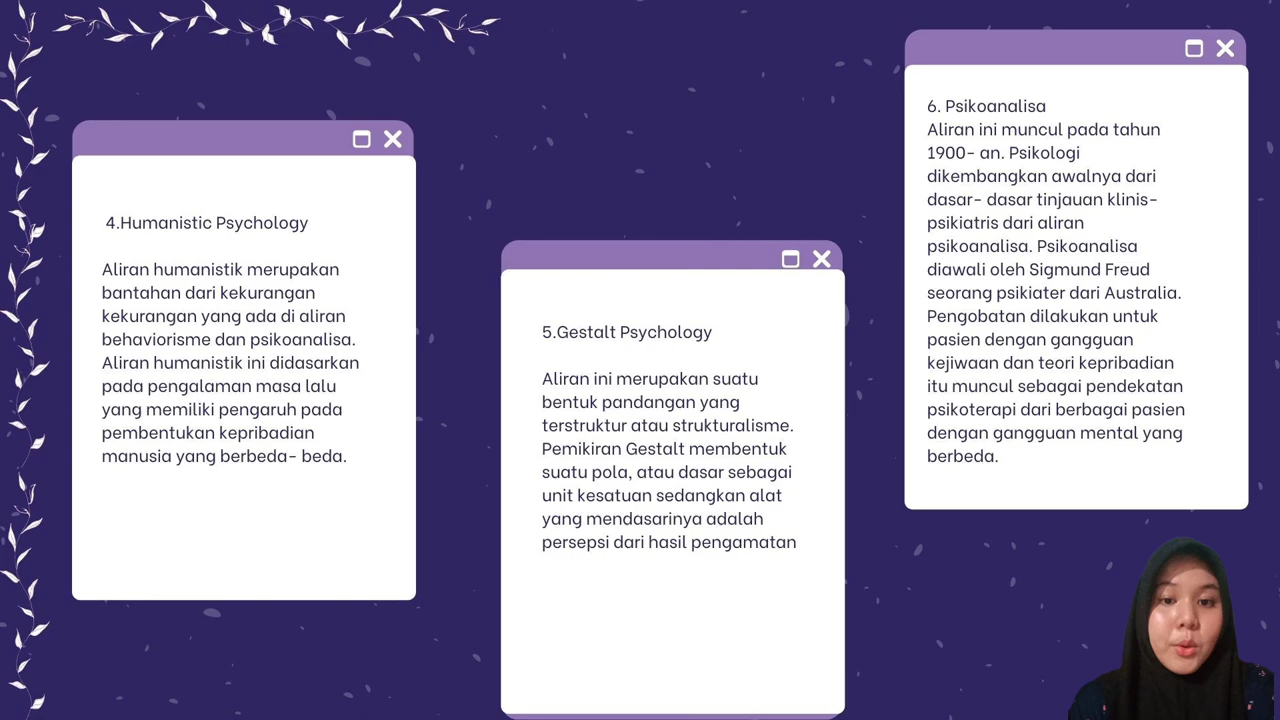 4.Humanistic Psychology
Aliran humanistik merupakan
bantahan dari kekurangan
kekurangan yang ada di aliran
behaviorisme dan psikoanalisa.
Aliran humanistik ini didasarkan
pada pengalaman masa lalu
yang memiliki pengaruh pada
pembentukan kepribadian
manusia yang berbeda- beda.
5.Gestalt Psychology
Aliran ini merupakan suatu
bentuk pandangan yang
terstruktur atau strukturalisme.
Pemikiran Gestalt membentuk
suatu pola, atau dasar sebagai
unit kesatuan sedangkan alat
yang mendasarinya adalah
persepsi dari hasil pengamatan
6. Psikoanalisa
Aliran ini muncul pada tahun
1900- an. Psikologi
dikembangkan awalnya dari
dasar- dasar tinjauan klinis-
psikiatris dari aliran
psikoanalisa. Psikoanalisa
diawali oleh Sigmund Freud
seorang psikiater dari Australia.
Pengobatan dilakukan untuk
pasien dengan gangguan
kejiwaan dan teori kepribadian
itu muncul sebagai pendekatan
psikoterapi dari berbagai pasien
dengan gangguan mental yang
berbeda.